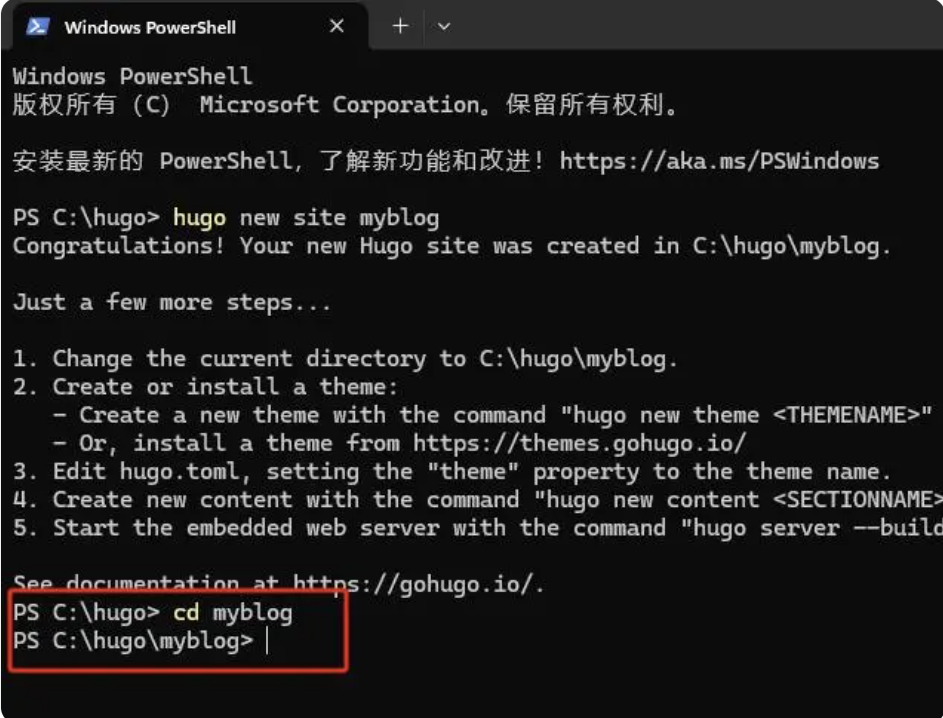 Windows PowerShell
Windows PowerShell
版权所有 (C) Microsoft Corporation。保留所有权利。
安装最新的 PowerShell，了解新功能和改进！https://aka.ms/PSWindows
PS C:\hugo> hugo new site myblog
Congratulations! Your new Hugo site was created in C:\hugo\myblog.
Just a few more steps...
1. Change the current directory to C:\hugo\myblog.
2. Create or install a theme:
- Create a new theme with the command "hugo new theme <THEMENAME>"
- Or, install a theme from https://themes.gohugo.io/
3. Edit hugo.toml, setting the "theme" property to the theme name.
4. Create new content with the command "hugo new content <SECTIONNAME>
5. Start the embedded web server with the command "hugo server --build
See documentation at https://gohugo.io/.
PS C:\hugo> cd myblog
PS C:\hugo\myblog>